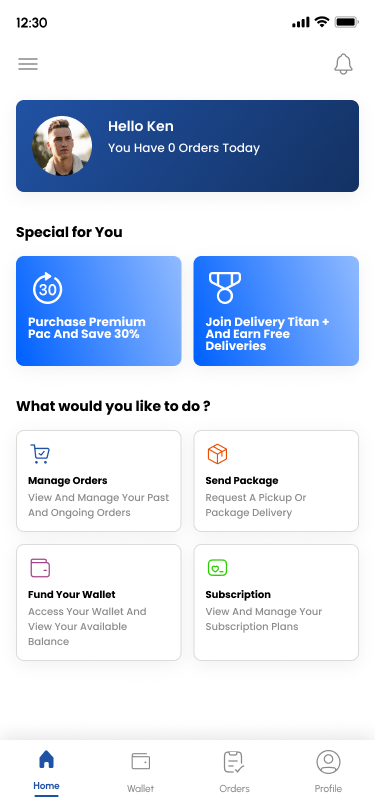 12:30
Hello Ken
You Have 0 Orders Today
Special for You
30
Purchase Premium
Pac And Save 30%
Join Delivery Titan +
And Earn Free
Deliveries
What would you like to do ?
Manage Orders
View And Manage Your Past
And Ongoing Orders
Send Package
Request A Pickup Or
Package Delivery
Fund Your Wallet
Access Your Wallet And
View Your Available
Balance
Subscription
View And Manage Your
Subscription Plans
Home
Wallet
Orders
Profile